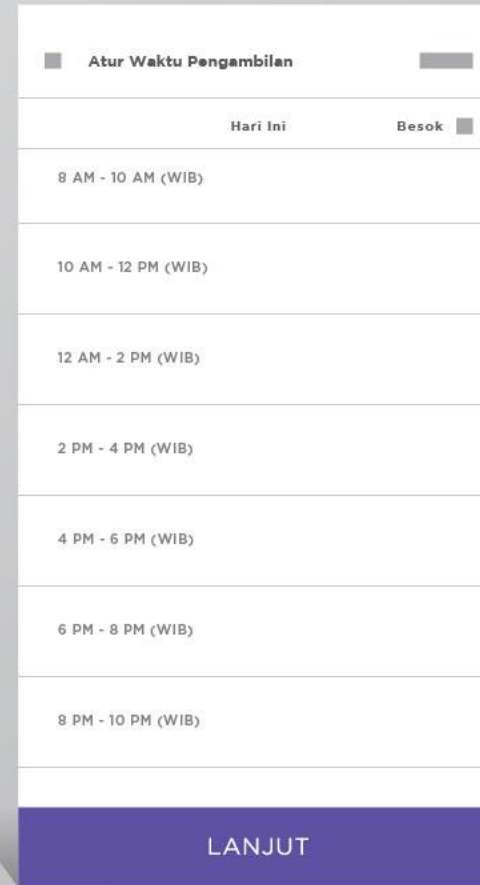 Atur Waktu Pengambilan
Hari Ini Besok
8 AM - 10 AM (WIB)
10 AM - 12 PM (WIB)
12 AM - 2 PM (WIB)
2 PM - 4 PM (WIB)
4 PM - 6 PM (WIB)
6 PM - 8 PM (WIB)
8 PM - 10 PM (WIB)
LANJUT